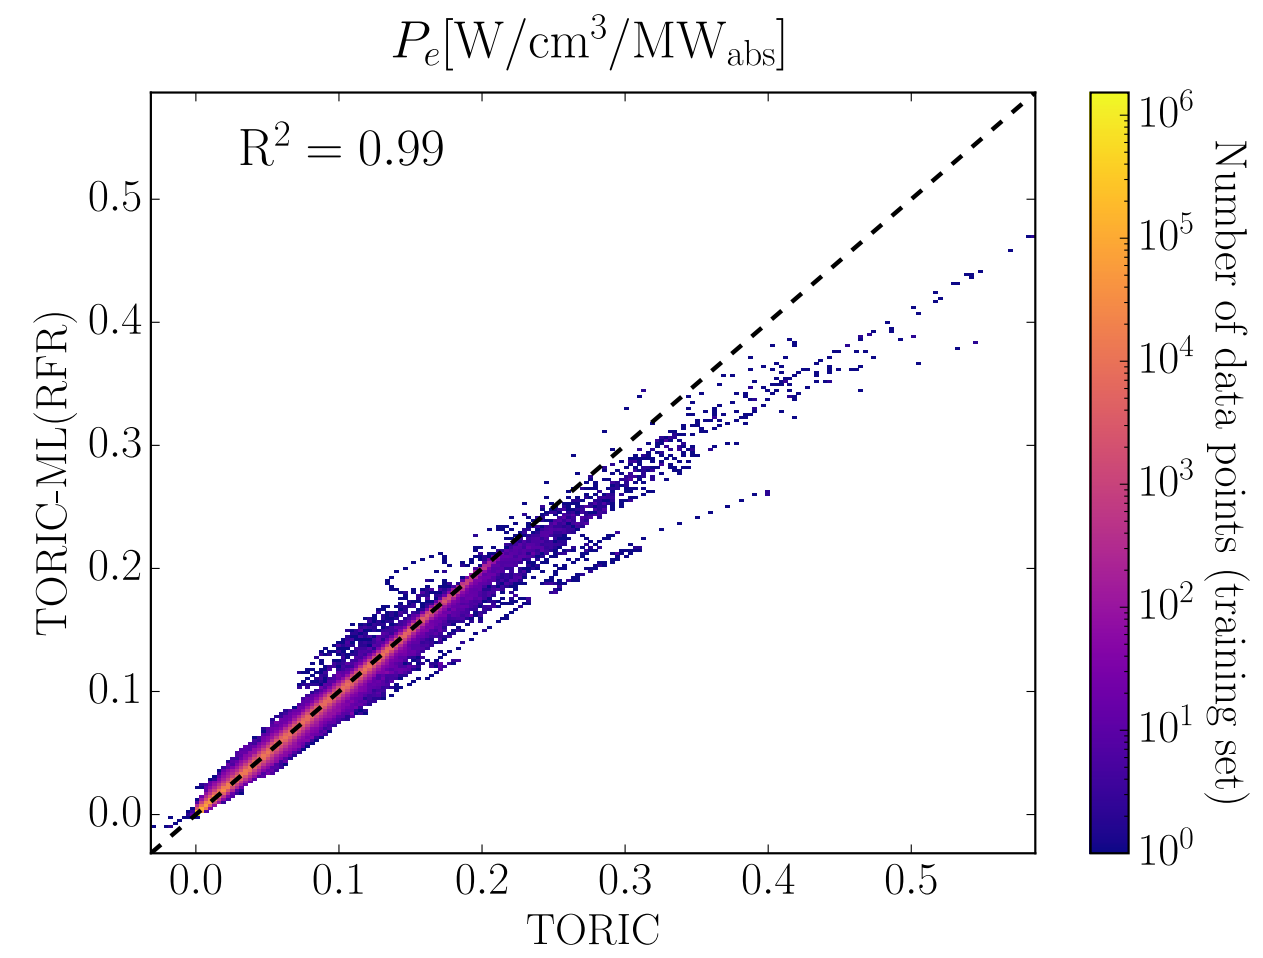 P_e[W/cm^3/MW_abs]
R^2 = 0.99
0.5
0.4
0.3
0.2
0.1
0.0
TORIC-ML(RFR)
0.0 0.1 0.2 0.3 0.4 0.5
TORIC
10^6
10^5
10^4
10^3
10^2
10^1
10^0
Number of data points (training set)